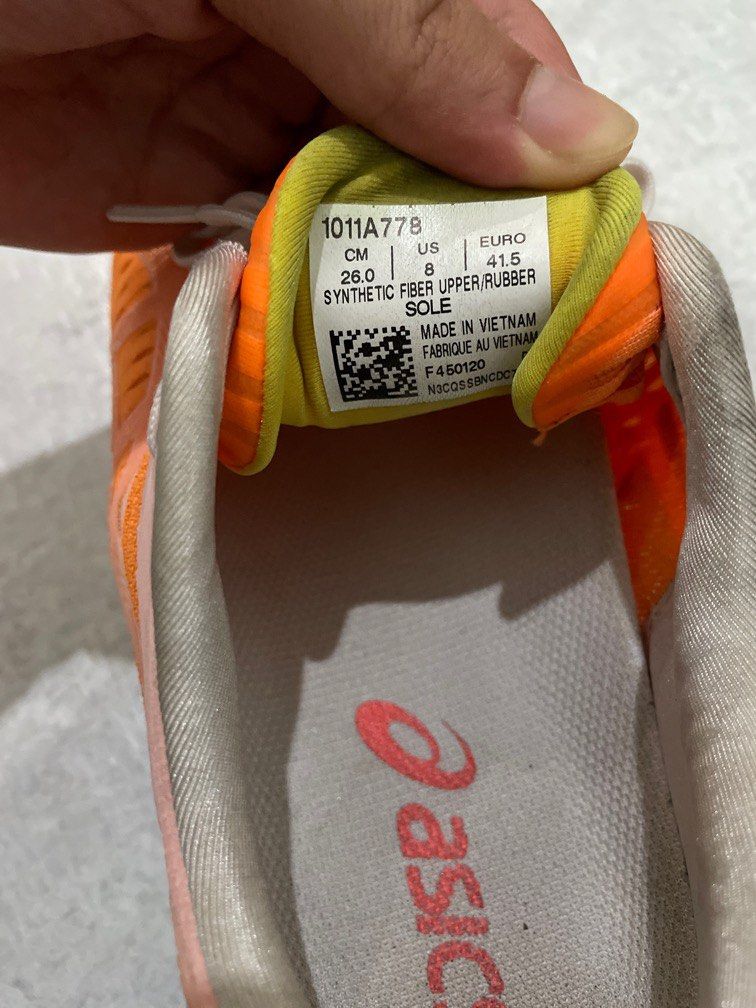 1011A778
CM | US | EURO
26.0 | 8 | 41.5
SYNTHETIC FIBER UPPER/RUBBER
SOLE
MADE IN VIETNAM
FABRIQUE AU VIETNAM
F450120
asics